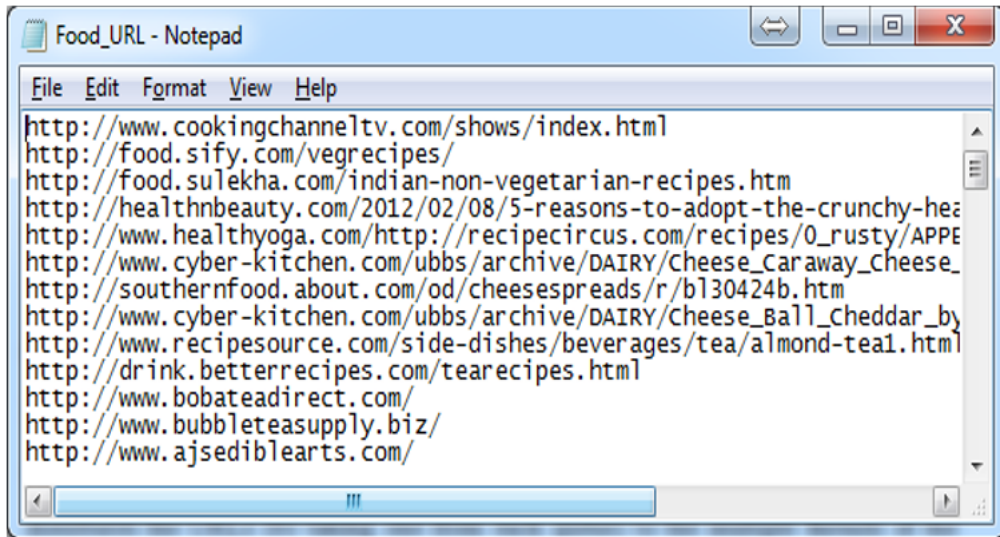 Food_URL - Notepad
File Edit Format View Help
http://www.cookingchanneltv.com/shows/index.html
http://food.sify.com/vegrecipes/
http://food.sulekha.com/indian-non-vegetarian-recipes.htm
http://healthnbeauty.com/2012/02/08/5-reasons-to-adopt-the-crunchy-hea
http://www.healthyoga.com/http://recipecircus.com/recipes/0_rusty/APPE
http://www.cyber-kitchen.com/ubbs/archive/DAIRY/Cheese_Caraway_Cheese_
http://southernfood.about.com/od/cheesespreads/r/bl30424b.htm
http://www.cyber-kitchen.com/ubbs/archive/DAIRY/Cheese_Ball_Cheddar_by
http://www.recipesource.com/side-dishes/beverages/tea/almond-tea1.html
http://drink.betterrecipes.com/tearecipes.html
http://www.bobateadirect.com/
http://www.bubbleteasupply.biz/
http://www.ajsediblearts.com/